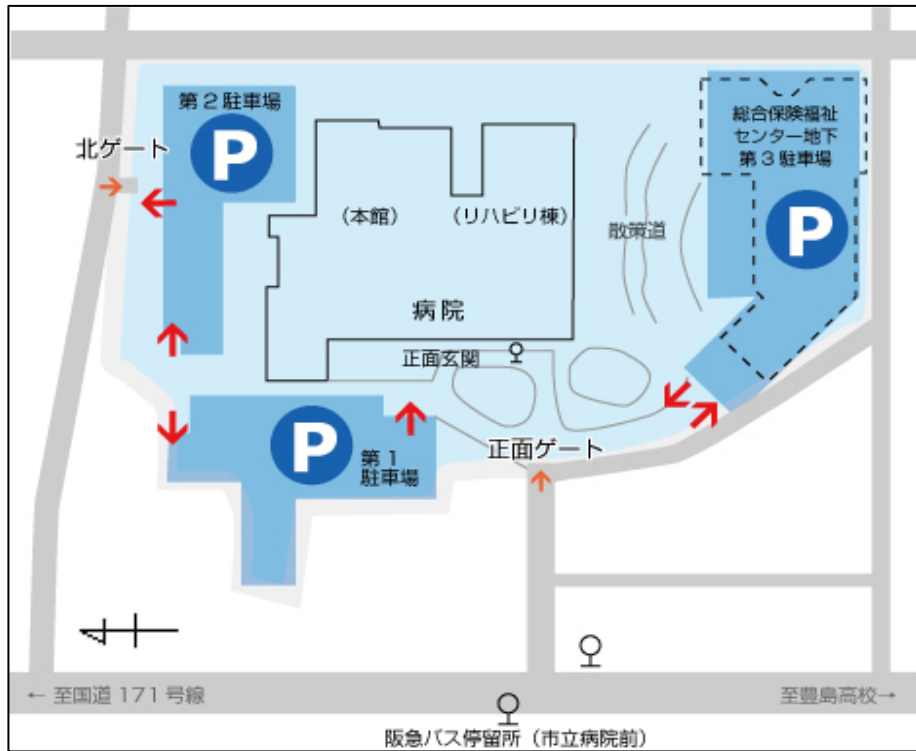 第2駐車場
P
北ゲート
総合保険福祉
センター地下
第3駐車場
P
(本館)
(リハビリ棟)
散策道
病院
正面玄関
P
第1
駐車場
正面ゲート
← 至国道 171 号線
至豊島高校→
阪急バス停留所(市立病院前)